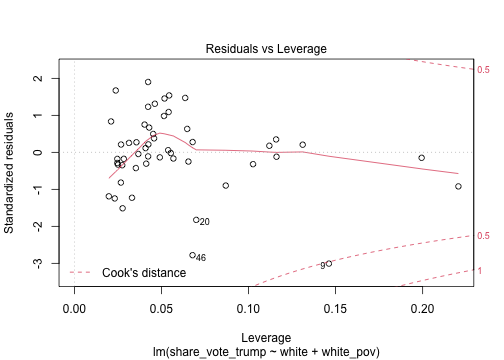 Residuals vs Leverage
Standardized residuals
2
1
0
-1
-2
-3
0.5
0.5
1
20
46
9
Cook's distance
0.00 0.05 0.10 0.15 0.20
Leverage
lm(share_vote_trump ~ white + white_pov)